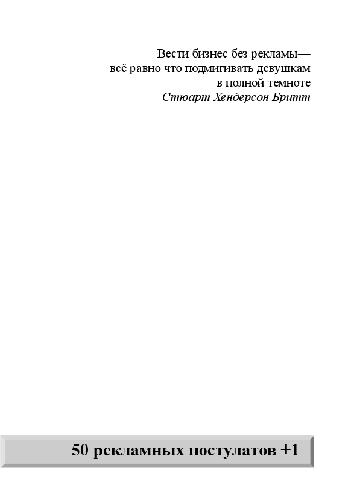 Вести бизнес без рекламы—
всё равно что подмигивать девушкам
в полной темноте
Стюарт Хендерсон Бритт
50 рекламных постулатов +1